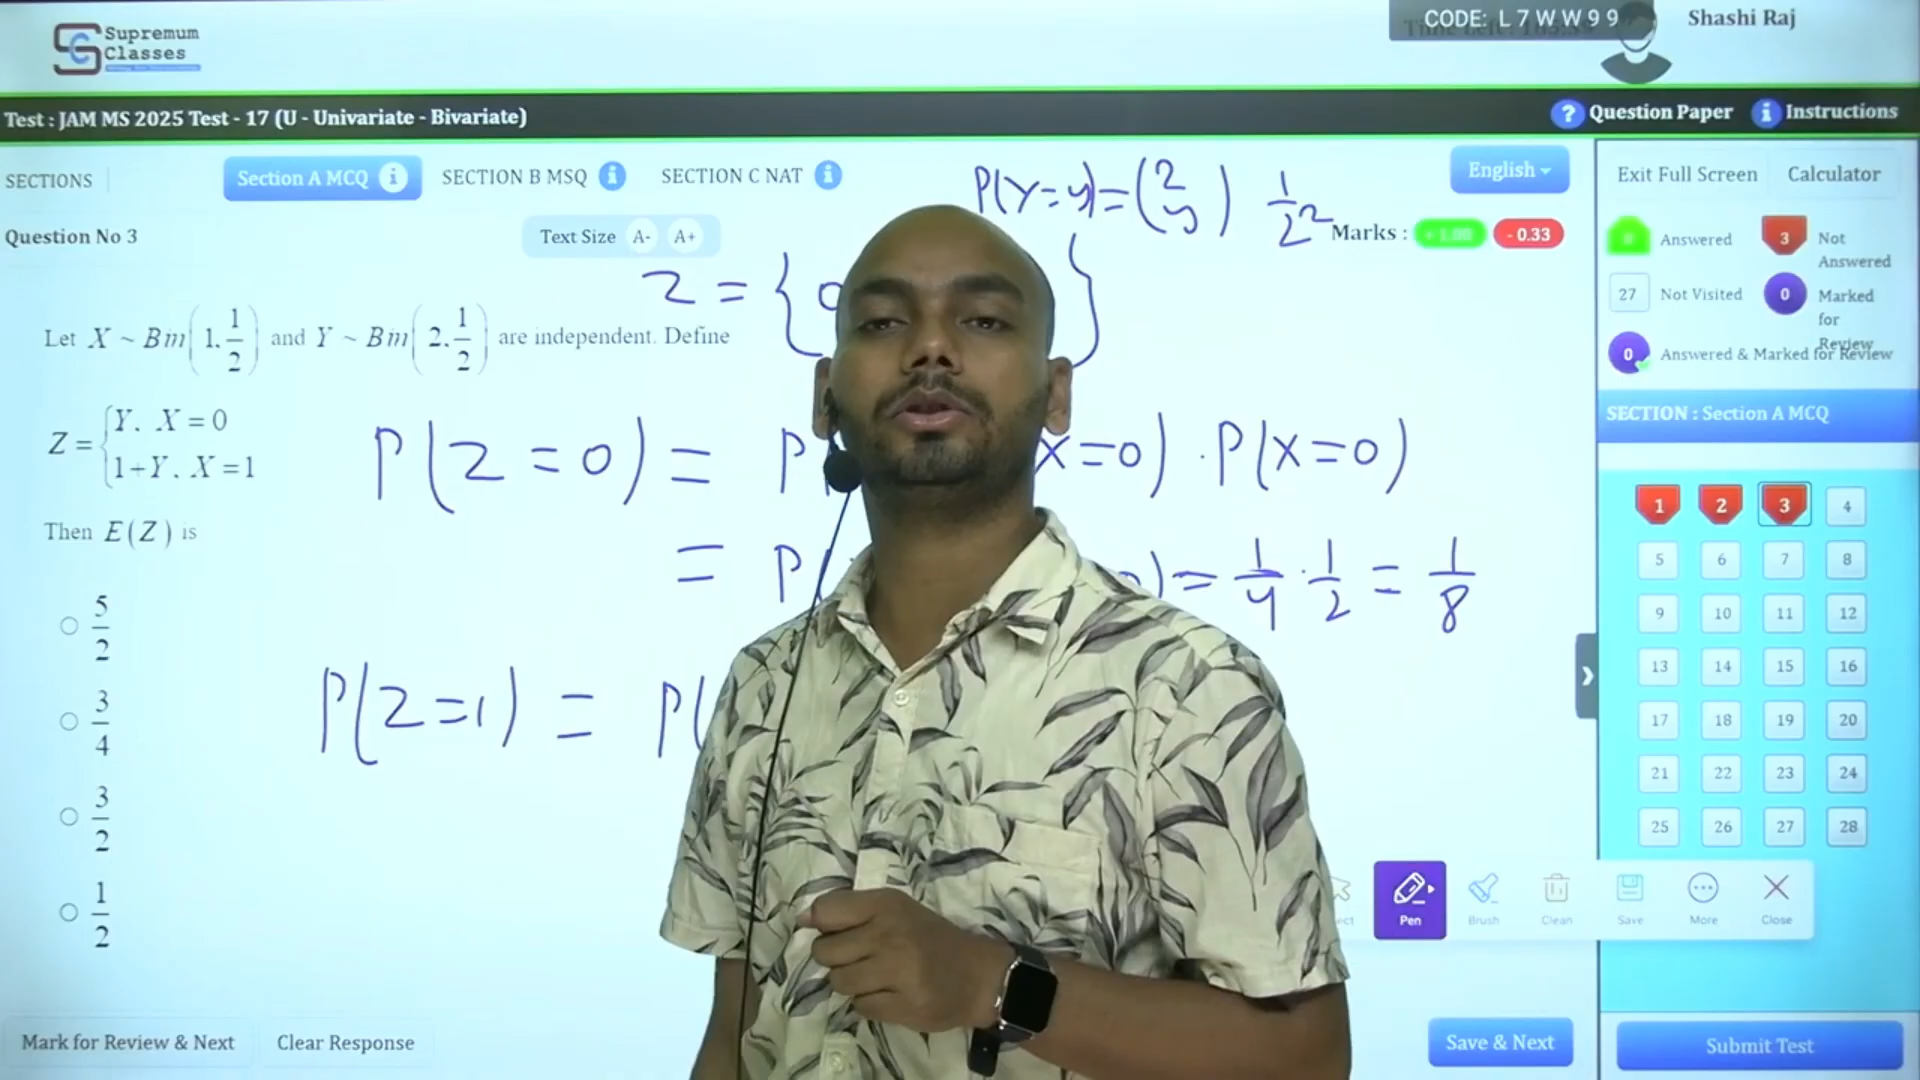 Supremum
Classes
CODE: L7WW99
Shashi Raj
Test : JAM MS 2025 Test - 17 (U - Univariate - Bivariate)
? Question Paper i Instructions
SECTIONS
Section A MCQ i
SECTION B MSQ i
SECTION C NAT i
English
Exit Full Screen
Calculator
Question No 3
Text Size A- A+
P(Y=y)=(2 y) 1/2²
Marks : + 1.00 - 0.33
Answered
3 Not Answered
27 Not Visited
0 Marked for Review
0 Answered & Marked for Review
Z = { 0 }
Let X ~ Bin(1, 1/2) and Y ~ Bin(2, 1/2) are independent. Define
Z = { Y, X = 0
1+Y, X = 1
Then E(Z) is
P(Z=0) = P X=0) . P(X=0)
= P( ) = 1/4 . 1/2 = 1/8
P(Z=1) = P(
5/2
3/4
3/2
1/2
SECTION : Section A MCQ
1 2 3 4
5 6 7 8
9 10 11 12
13 14 15 16
17 18 19 20
21 22 23 24
25 26 27 28
Pen Brush Clean Save More Close
Mark for Review & Next
Clear Response
Save & Next
Submit Test